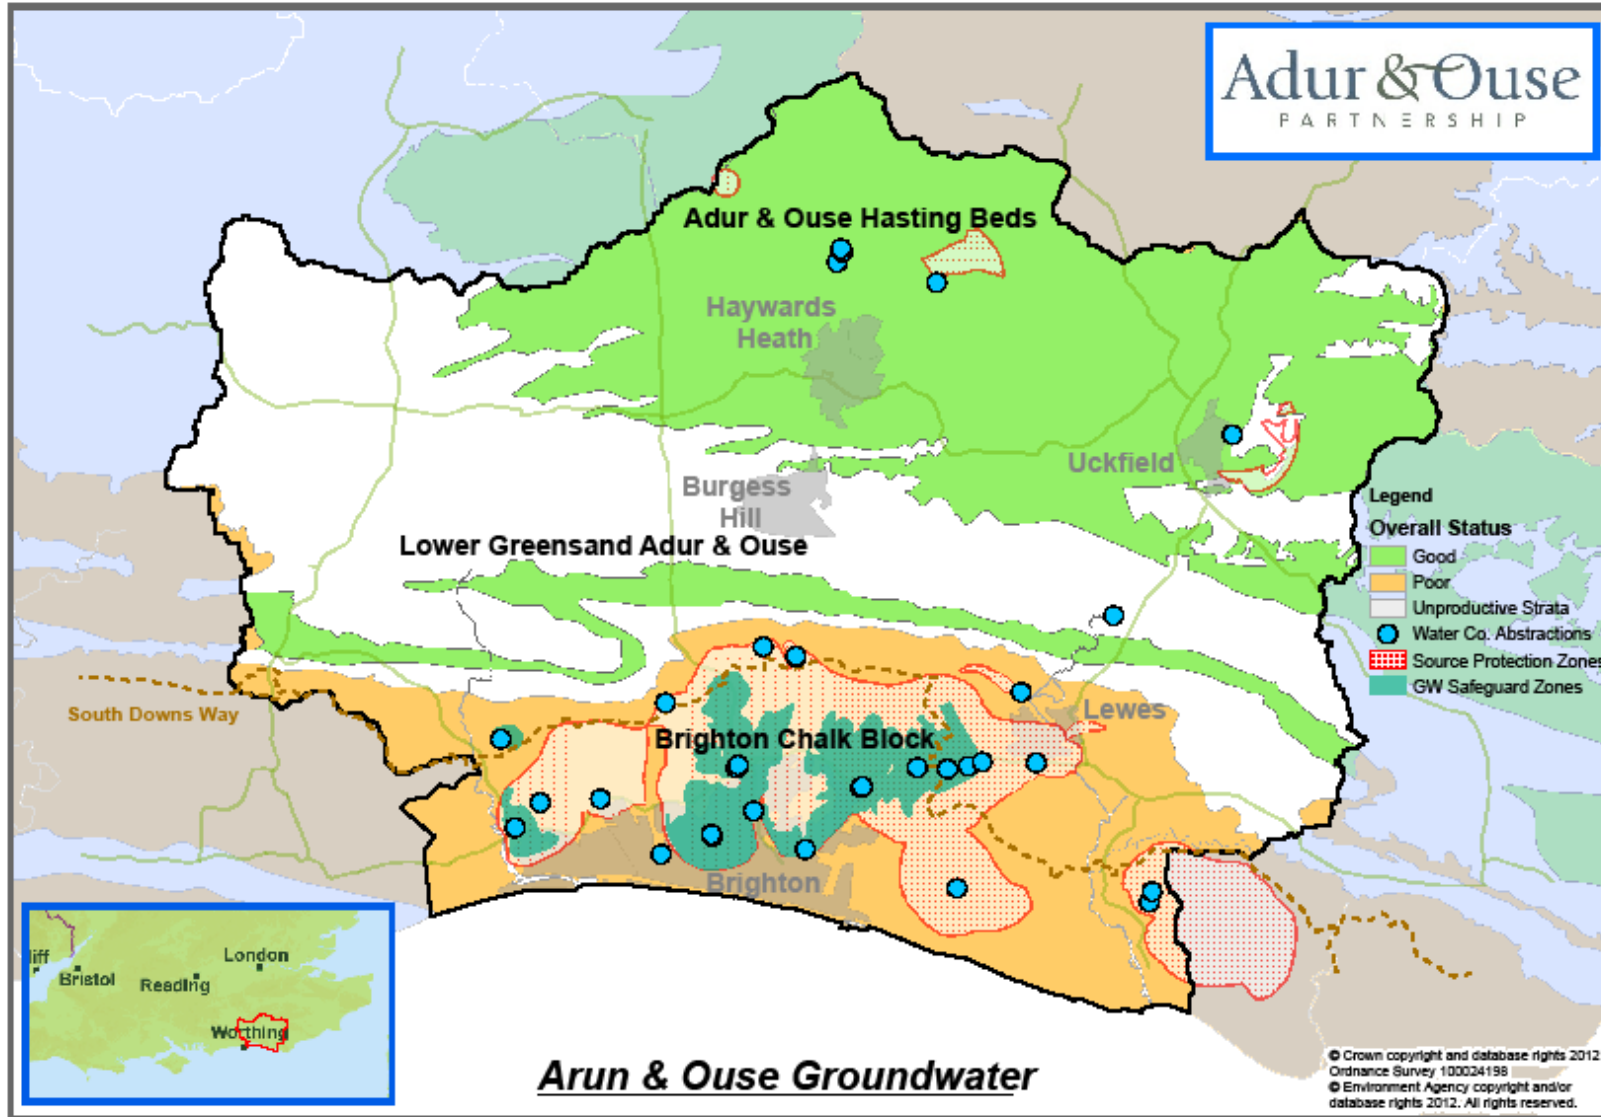 Adur & Ouse
PARTNERSHIP
Adur & Ouse Hasting Beds
Haywards
Heath
Uckfield
Burgess
Hill
Lower Greensand Adur & Ouse
Legend
Overall Status
Good
Poor
Unproductive Strata
Water Co. Abstractions
Source Protection Zones
GW Safeguard Zones
South Downs Way
Lewes
Brighton Chalk Block
Brighton
liff
Bristol
Reading
London
Worthing
Arun & Ouse Groundwater
© Crown copyright and database rights 2012
Ordnance Survey 100024198
© Environment Agency copyright and/or
database rights 2012. All rights reserved.